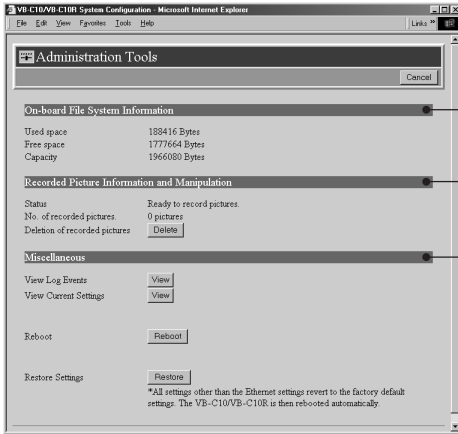 VB-C10/VB-C10R System Configuration - Microsoft Internet Explorer
File Edit View Favorites Tools Help Links »
Administration Tools
Cancel
On-board File System Information
Used space 188416 Bytes
Free space 1777664 Bytes
Capacity 1966080 Bytes
Recorded Picture Information and Manipulation
Status Ready to record pictures.
No. of recorded pictures. 0 pictures
Deletion of recorded pictures Delete
Miscellaneous
View Log Events View
View Current Settings View
Reboot Reboot
Restore Settings Restore
*All settings other than the Ethernet settings revert to the factory default
settings. The VB-C10/VB-C10R is then rebooted automatically.